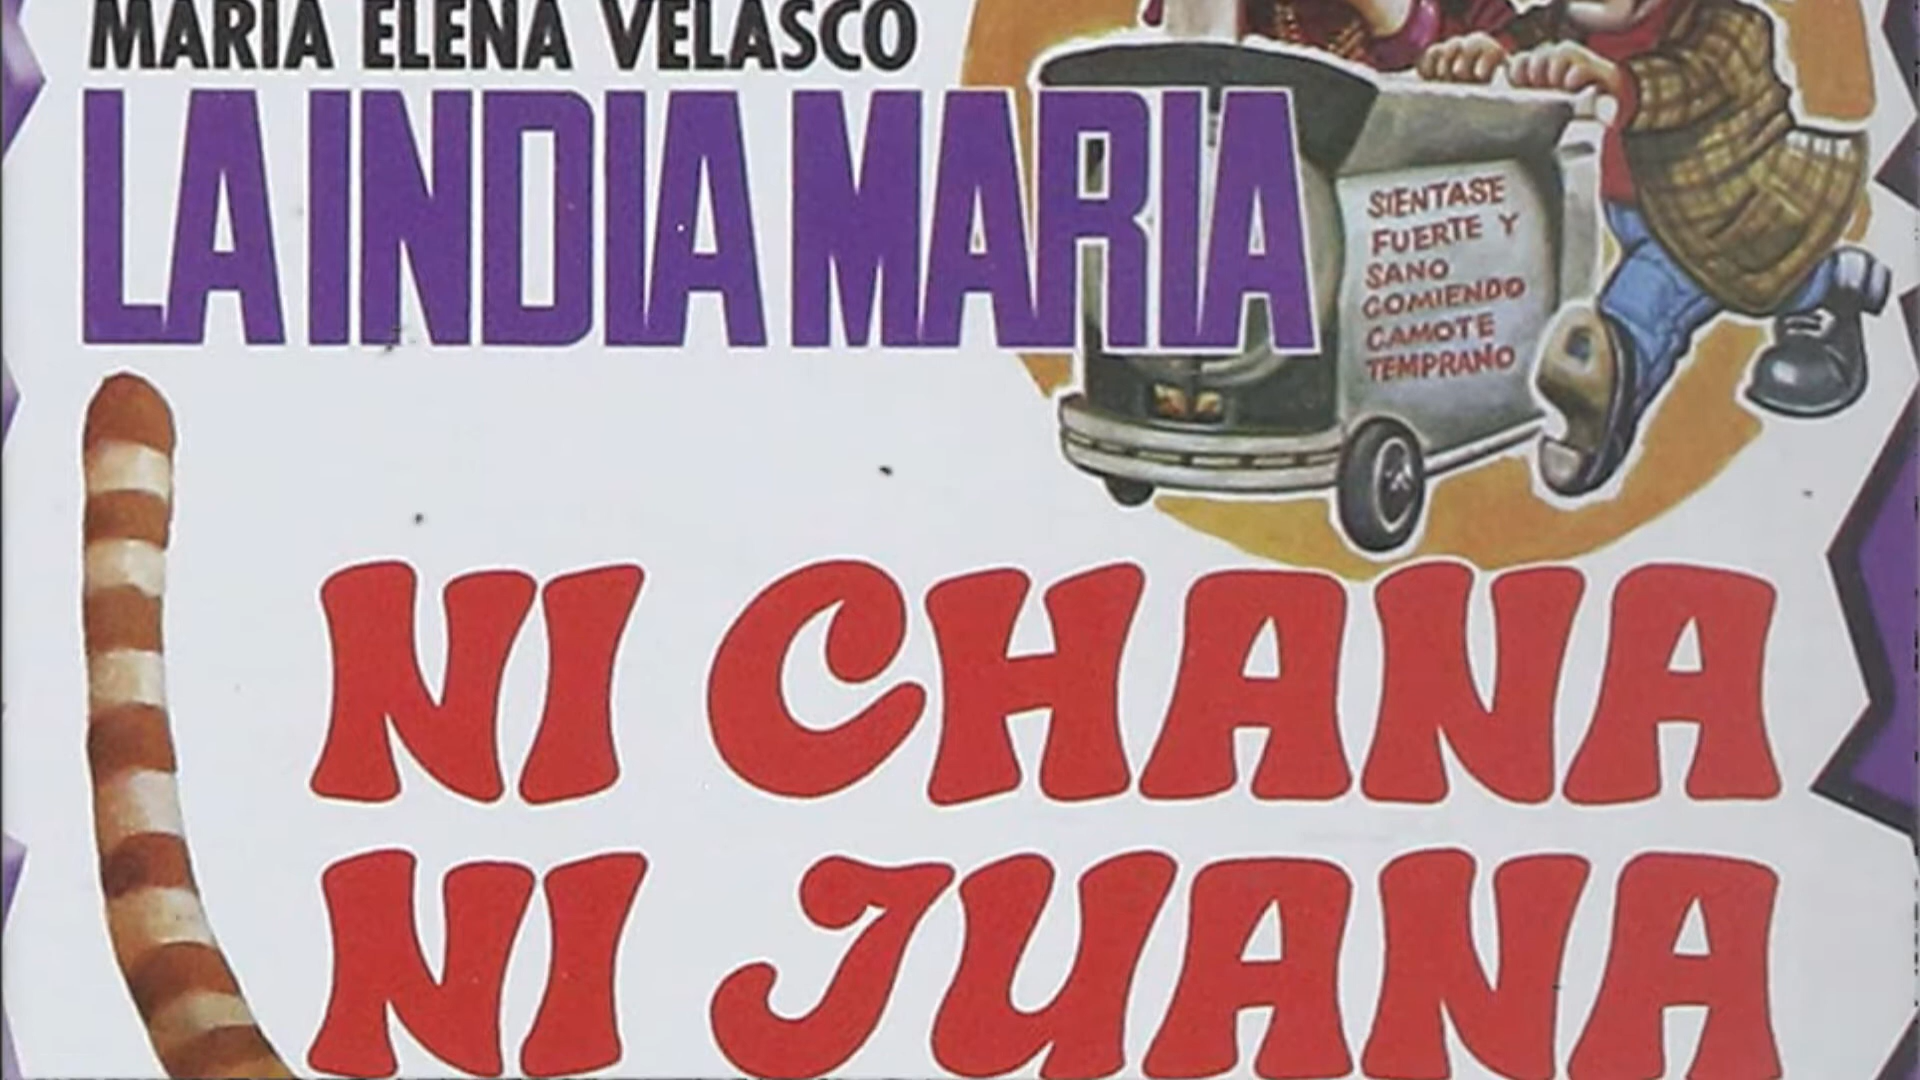 MARIA ELENA VELASCO
LA INDIA MARIA
SIENTASE
FUERTE Y
SANO
COMIENDO
CAMOTE
TEMPRANO
NI CHANA
NI JUANA